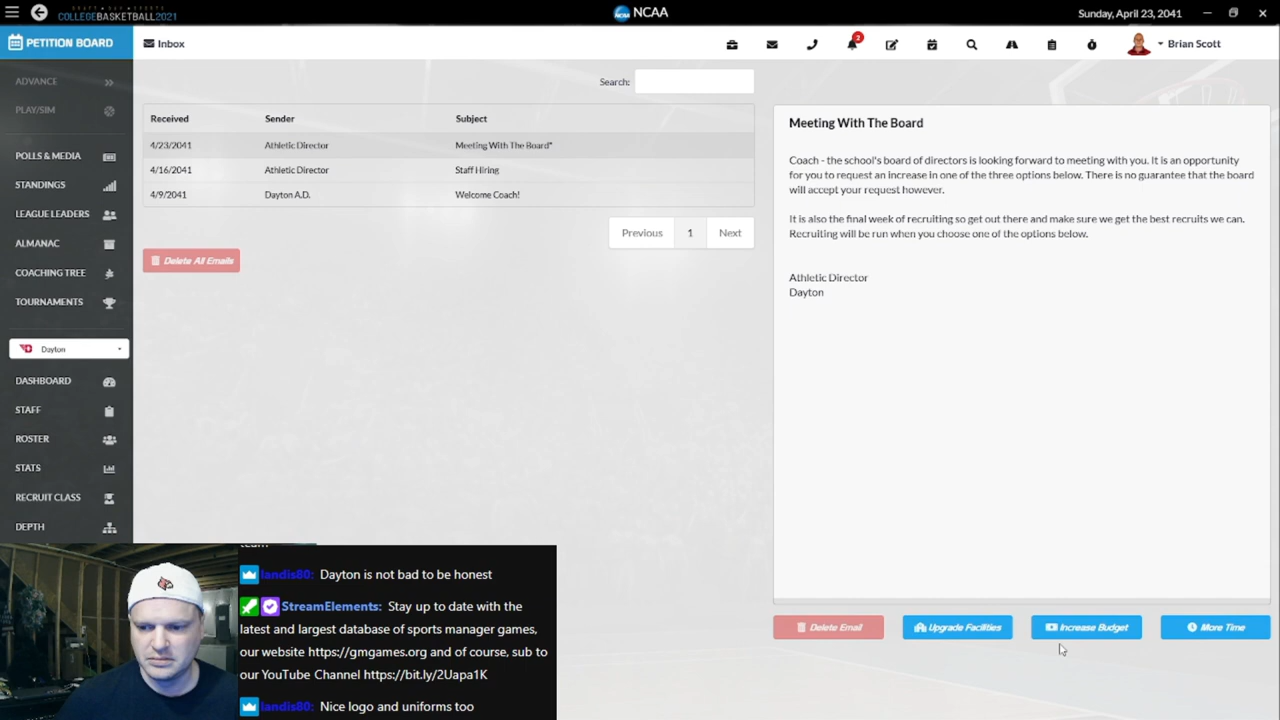 DRAFT DAY SPORTS
COLLEGEBASKETBALL2021
NCAA
NCAA
Sunday, April 23, 2041
PETITION BOARD
Inbox
2
Brian Scott
ADVANCE
PLAY/SIM
POLLS & MEDIA
STANDINGS
LEAGUE LEADERS
ALMANAC
COACHING TREE
TOURNAMENTS
Dayton
DASHBOARD
STAFF
ROSTER
STATS
RECRUIT CLASS
DEPTH
Search:
Received Sender Subject
4/23/2041 Athletic Director Meeting With The Board*
4/16/2041 Athletic Director Staff Hiring
4/9/2041 Dayton A.D. Welcome Coach!
Previous 1 Next
Delete All Emails
Meeting With The Board
Coach - the school's board of directors is looking forward to meeting with you. It is an opportunity
for you to request an increase in one of the three options below. There is no guarantee that the board
will accept your request however.
It is also the final week of recruiting so get out there and make sure we get the best recruits we can.
Recruiting will be run when you choose one of the options below.
Athletic Director
Dayton
Delete Email Upgrade Facilities Increase Budget More Time
team
landis80: Dayton is not bad to be honest
StreamElements: Stay up to date with the
latest and largest database of sports manager games,
our website https://gmgames.org and of course, sub to
our YouTube Channel https://bit.ly/2Uapa1K
landis80: Nice logo and uniforms too